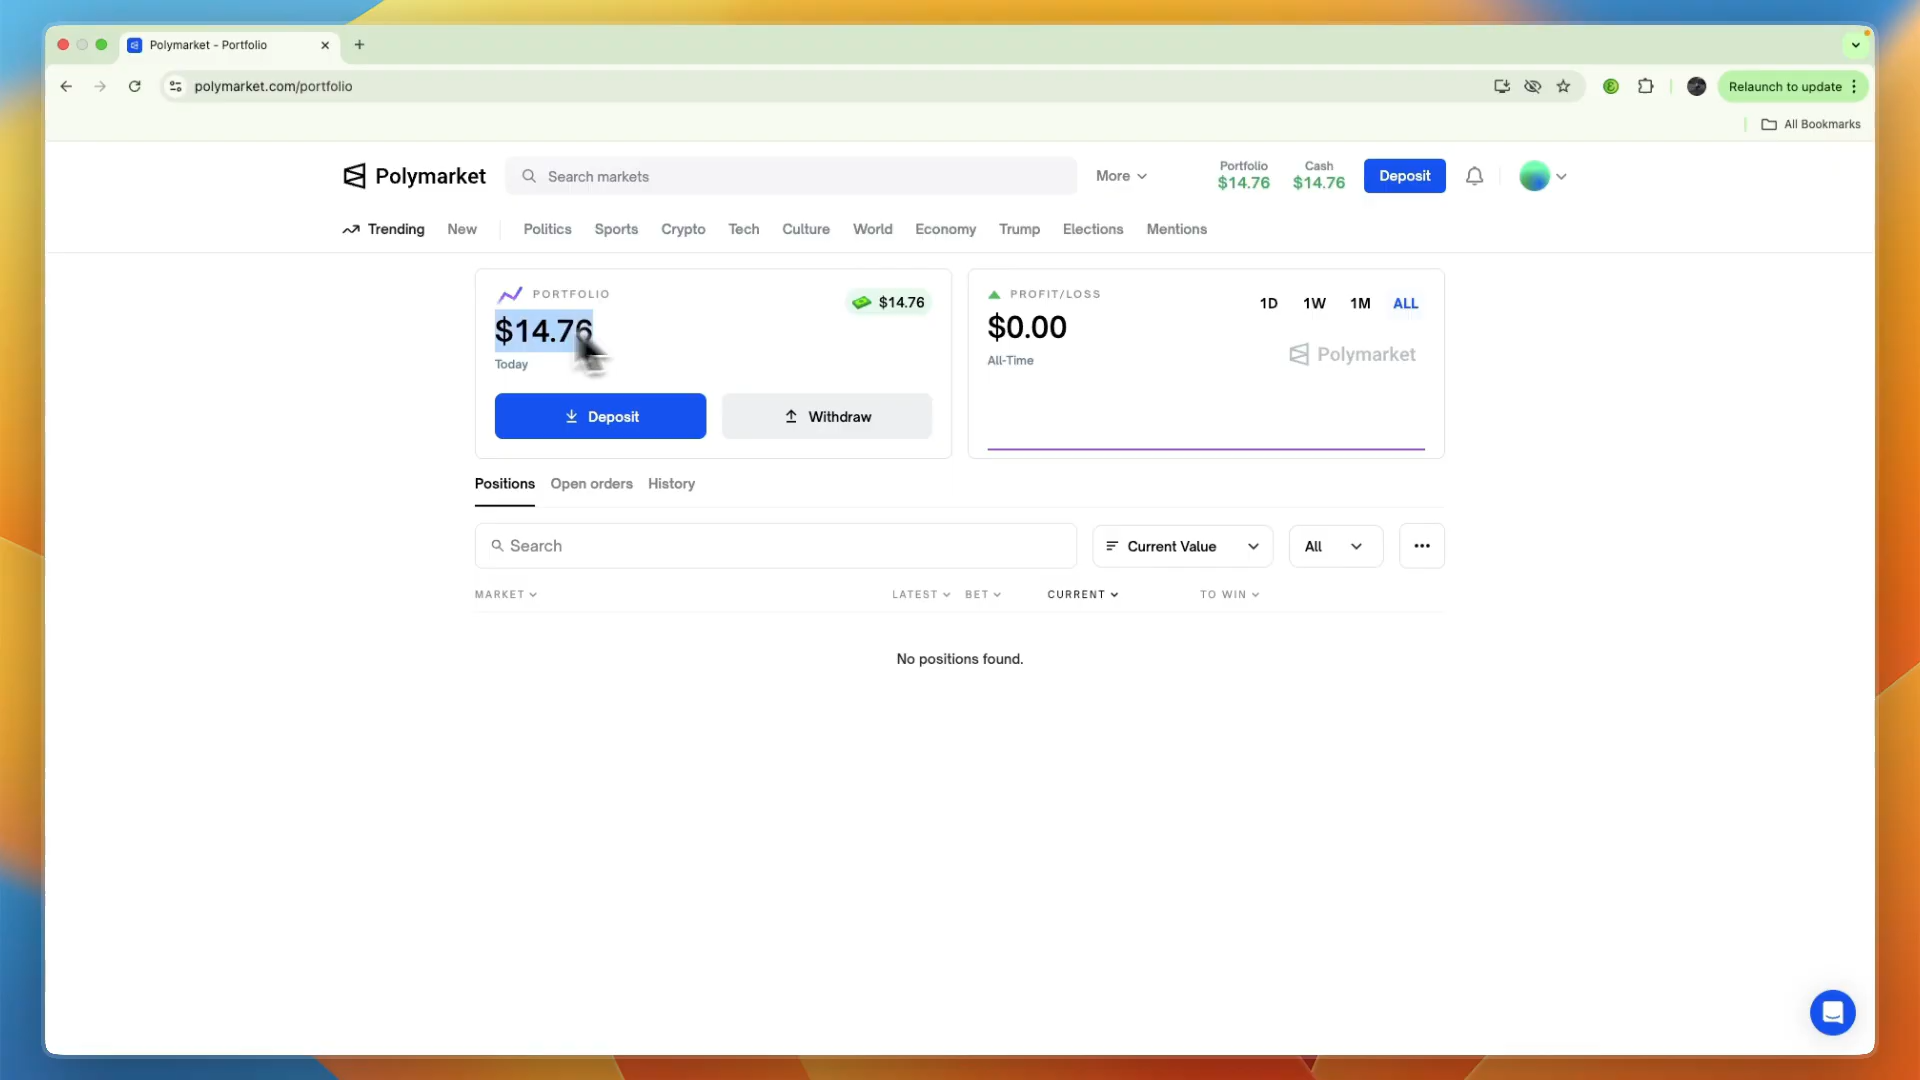 Polymarket - Portfolio
polymarket.com/portfolio
Relaunch to update
All Bookmarks
Polymarket
Search markets
More
Portfolio
$14.76
Cash
$14.76
Deposit
Trending
New
Politics
Sports
Crypto
Tech
Culture
World
Economy
Trump
Elections
Mentions
PORTFOLIO
$14.76
$14.76
Today
Deposit
Withdraw
PROFIT/LOSS
$0.00
All-Time
1D
1W
1M
ALL
Polymarket
Positions
Open orders
History
Search
Current Value
All
MARKET
LATEST
BET
CURRENT
TO WIN
No positions found.